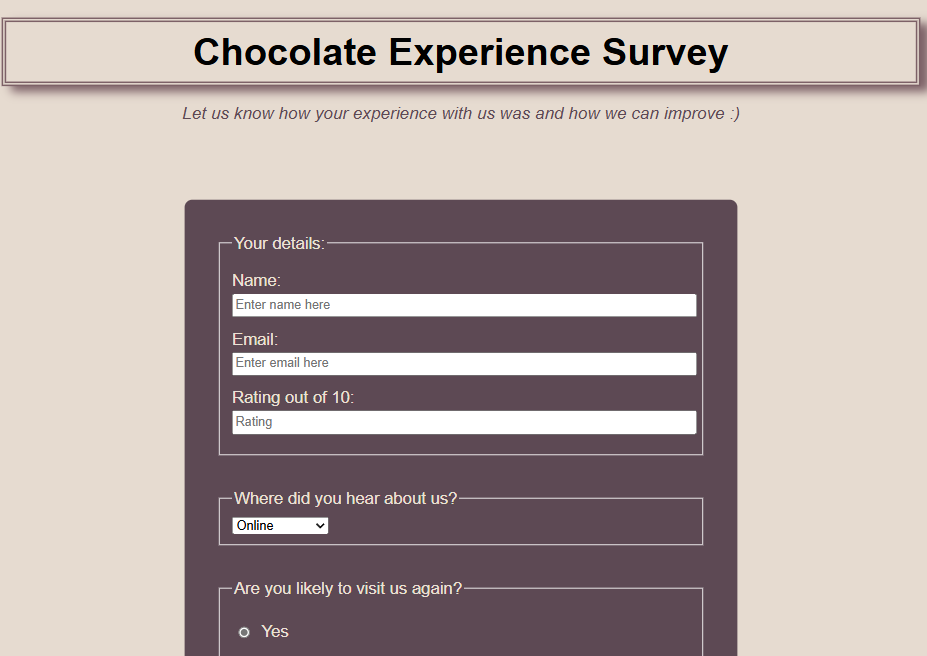 Chocolate Experience Survey
Let us know how your experience with us was and how we can improve :)
Your details:
Name:
Enter name here
Email:
Enter email here
Rating out of 10:
Rating
Where did you hear about us?
Online
Are you likely to visit us again?
Yes